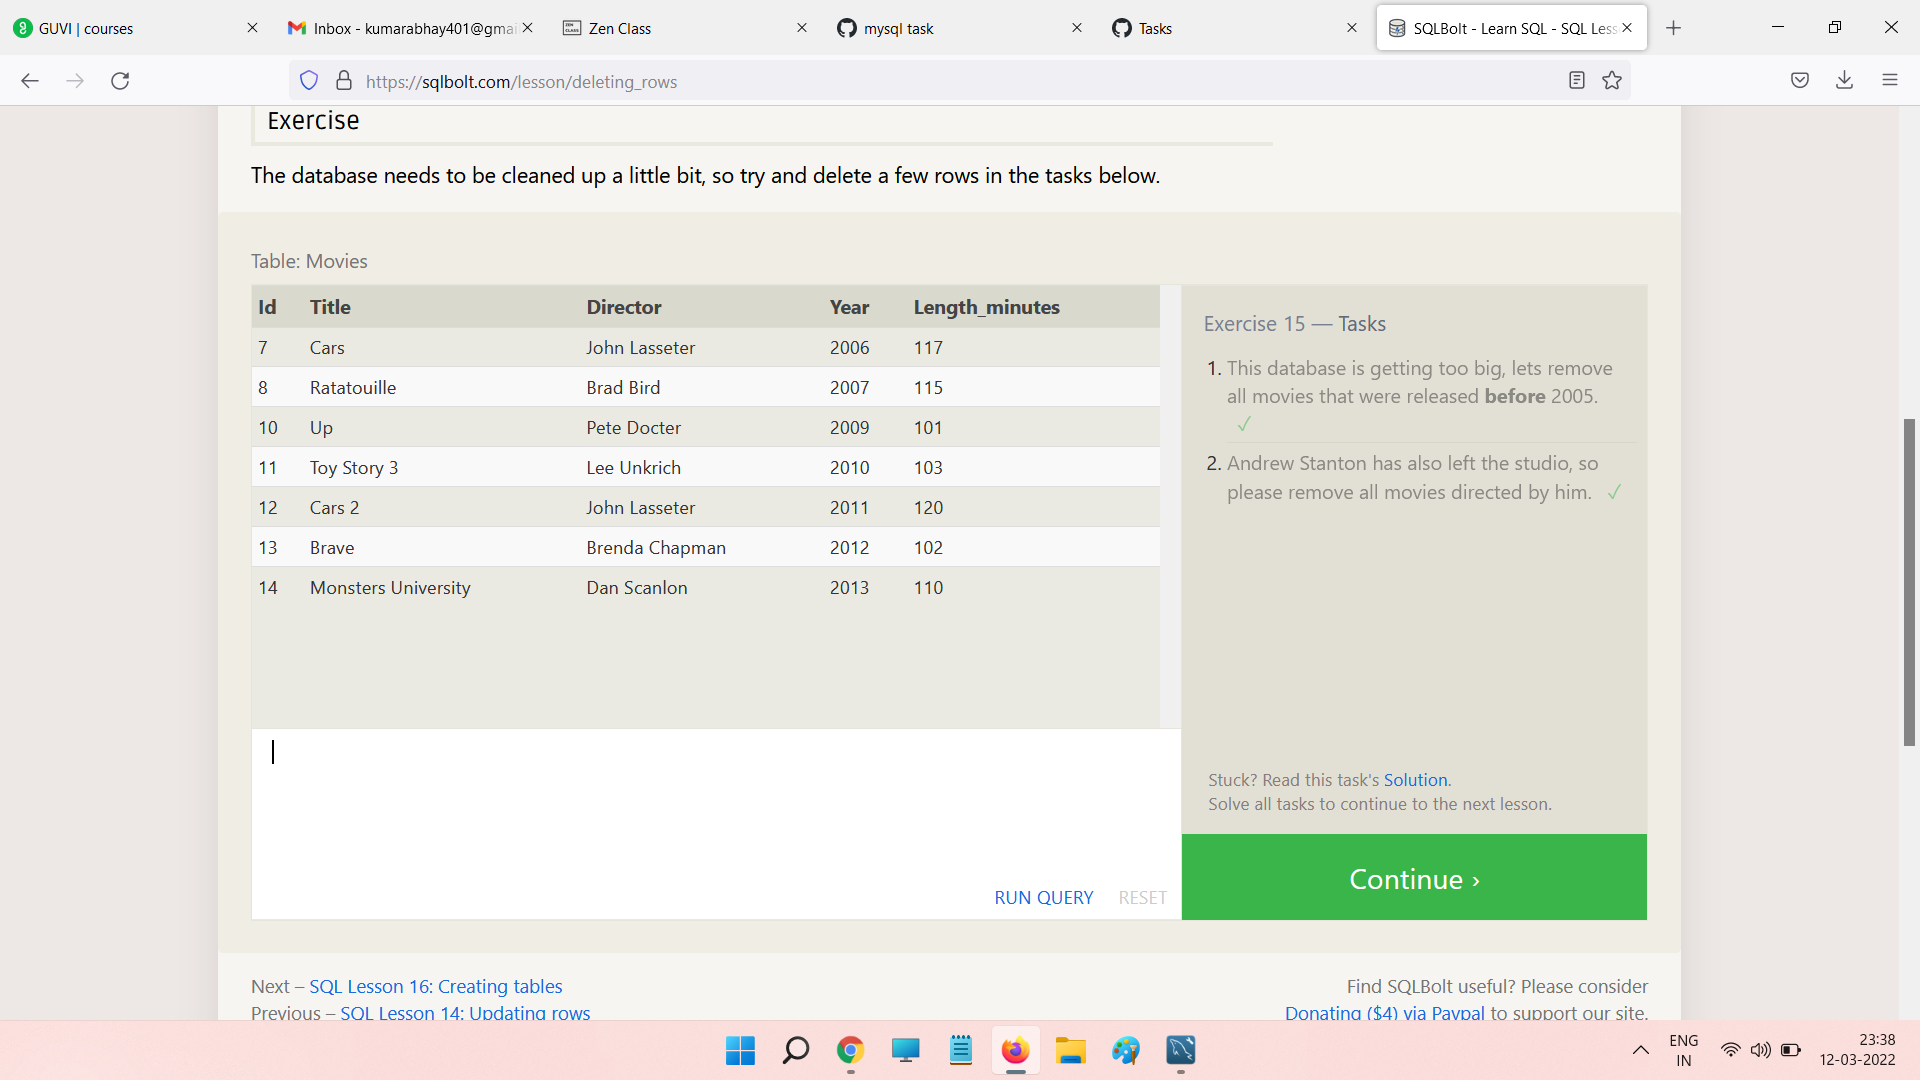 GUVI | courses
Inbox - kumarabhay401@gmai
Zen Class
mysql task
Tasks
SQLBolt - Learn SQL - SQL Less
https://sqlbolt.com/lesson/deleting_rows
Exercise
The database needs to be cleaned up a little bit, so try and delete a few rows in the tasks below.
Table: Movies
Id Title Director Year Length_minutes
7 Cars John Lasseter 2006 117
8 Ratatouille Brad Bird 2007 115
10 Up Pete Docter 2009 101
11 Toy Story 3 Lee Unkrich 2010 103
12 Cars 2 John Lasseter 2011 120
13 Brave Brenda Chapman 2012 102
14 Monsters University Dan Scanlon 2013 110
RUN QUERY RESET
Exercise 15 — Tasks
1. This database is getting too big, lets remove
all movies that were released before 2005.
✓
2. Andrew Stanton has also left the studio, so
please remove all movies directed by him. ✓
Stuck? Read this task's Solution.
Solve all tasks to continue to the next lesson.
Continue ›
Next – SQL Lesson 16: Creating tables
Previous – SQL Lesson 14: Updating rows
Find SQLBolt useful? Please consider
Donating ($4) via Paypal to support our site.
ENG
IN
23:38
12-03-2022